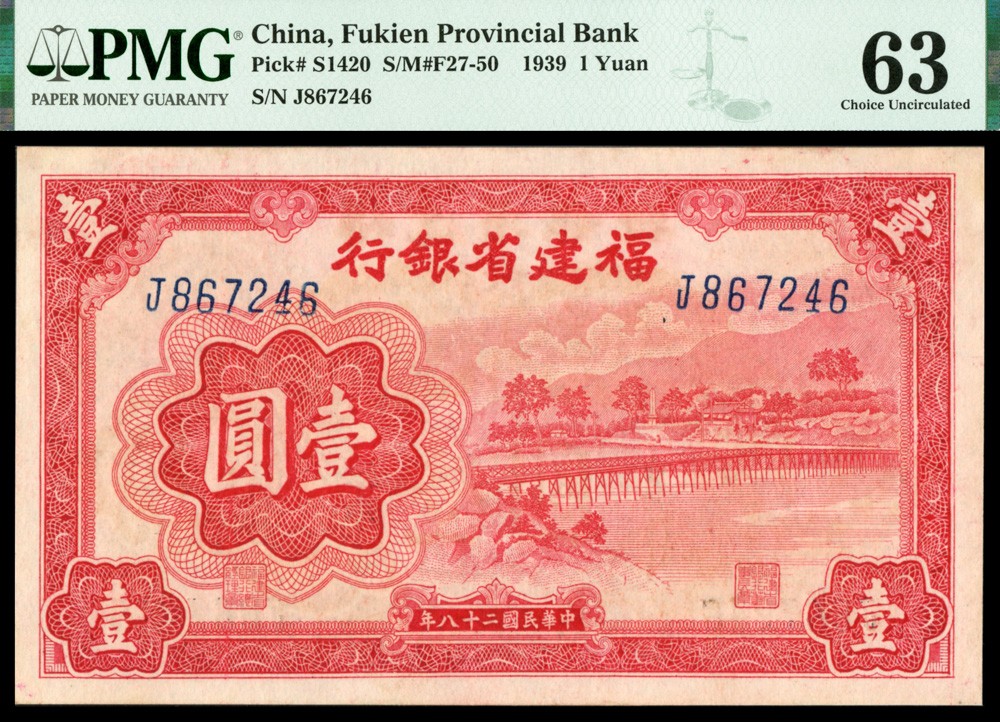 PMG®
PAPER MONEY GUARANTY
China, Fukien Provincial Bank
Pick# S1420 S/M#F27-50 1939 1 Yuan
S/N J867246
63
Choice Uncirculated
壹
壹
福建省銀行
J867246
J867246
壹圓
壹
中華民國二十八年
壹